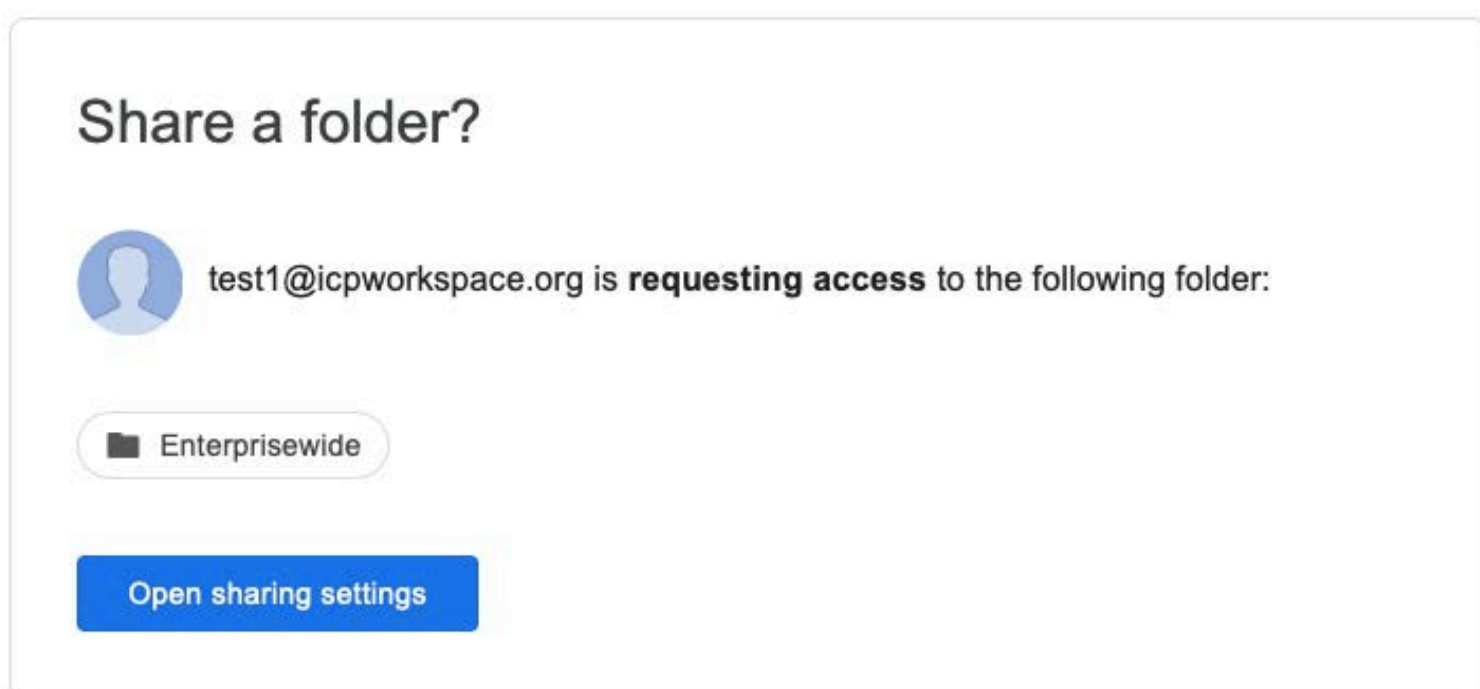 Share a folder?
test1@icpworkspace.org is requesting access to the following folder:
Enterprisewide
Open sharing settings